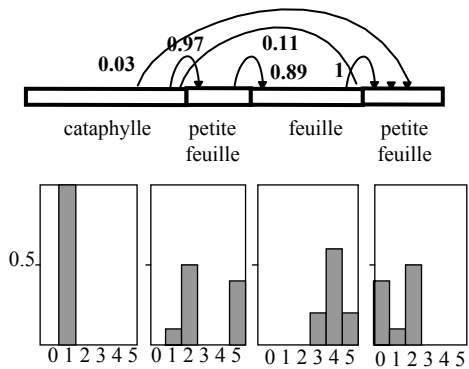 0.03 0.97 0.11
0.89 1
cataphylle petite feuille petite
feuille feuille
0.5
0 1 2 3 4 5 0 1 2 3 4 5 0 1 2 3 4 5 0 1 2 3 4 5